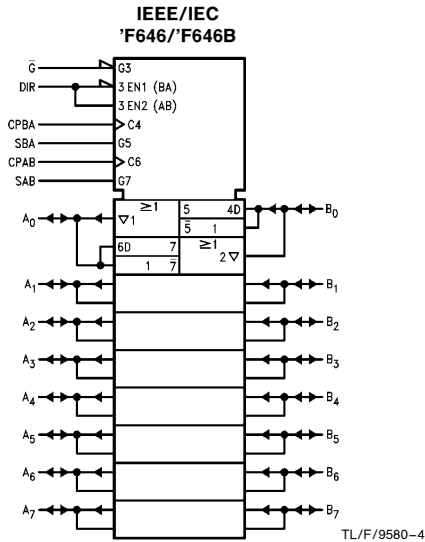 IEEE/IEC
'F646/'F646B
G̅ G3
DIR 3 EN1 (BA)
3 EN2 (AB)
CPBA C4
SBA G5
CPAB C6
SAB G7
A0 ≥1 5 4D B0
▽1 5̅ 1
6D 7 ≥1
1 7̅ 2▽
A1 B1
A2 B2
A3 B3
A4 B4
A5 B5
A6 B6
A7 B7
TL/F/9580–4